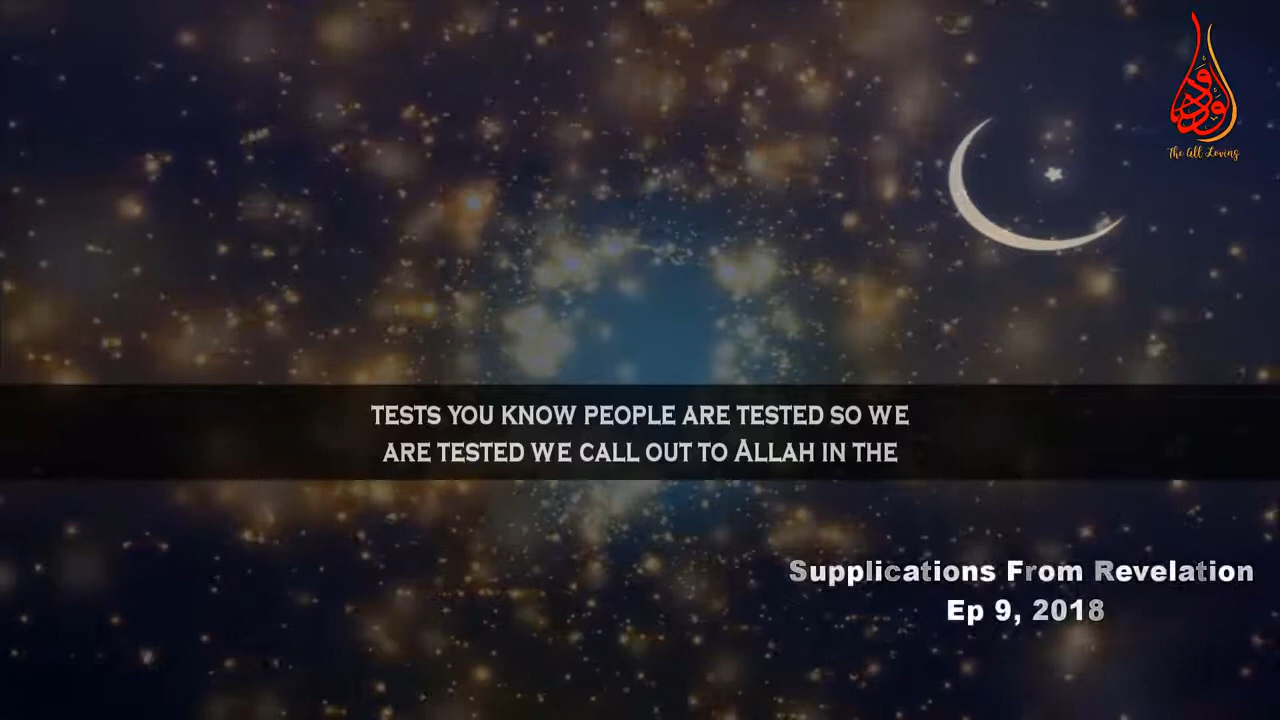 الودود
The All Loving
TESTS YOU KNOW PEOPLE ARE TESTED SO WE
ARE TESTED WE CALL OUT TO ALLAH IN THE
Supplications From Revelation
Ep 9, 2018